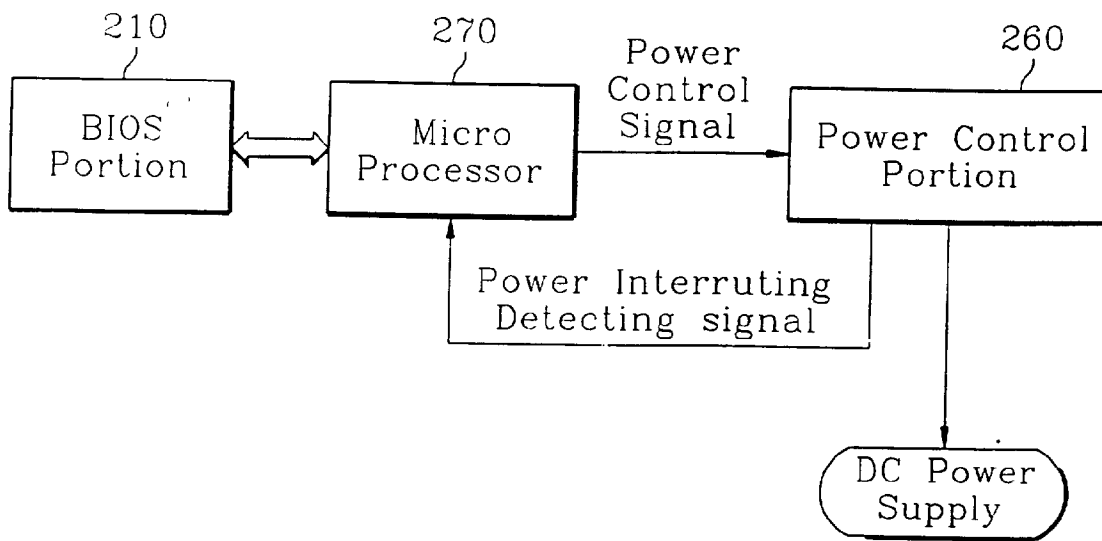 210
270
260
BIOS
Portion
Micro
Processor
Power
Control
Signal
Power Control
Portion
Power Interruting
Detecting signal
DC Power
Supply